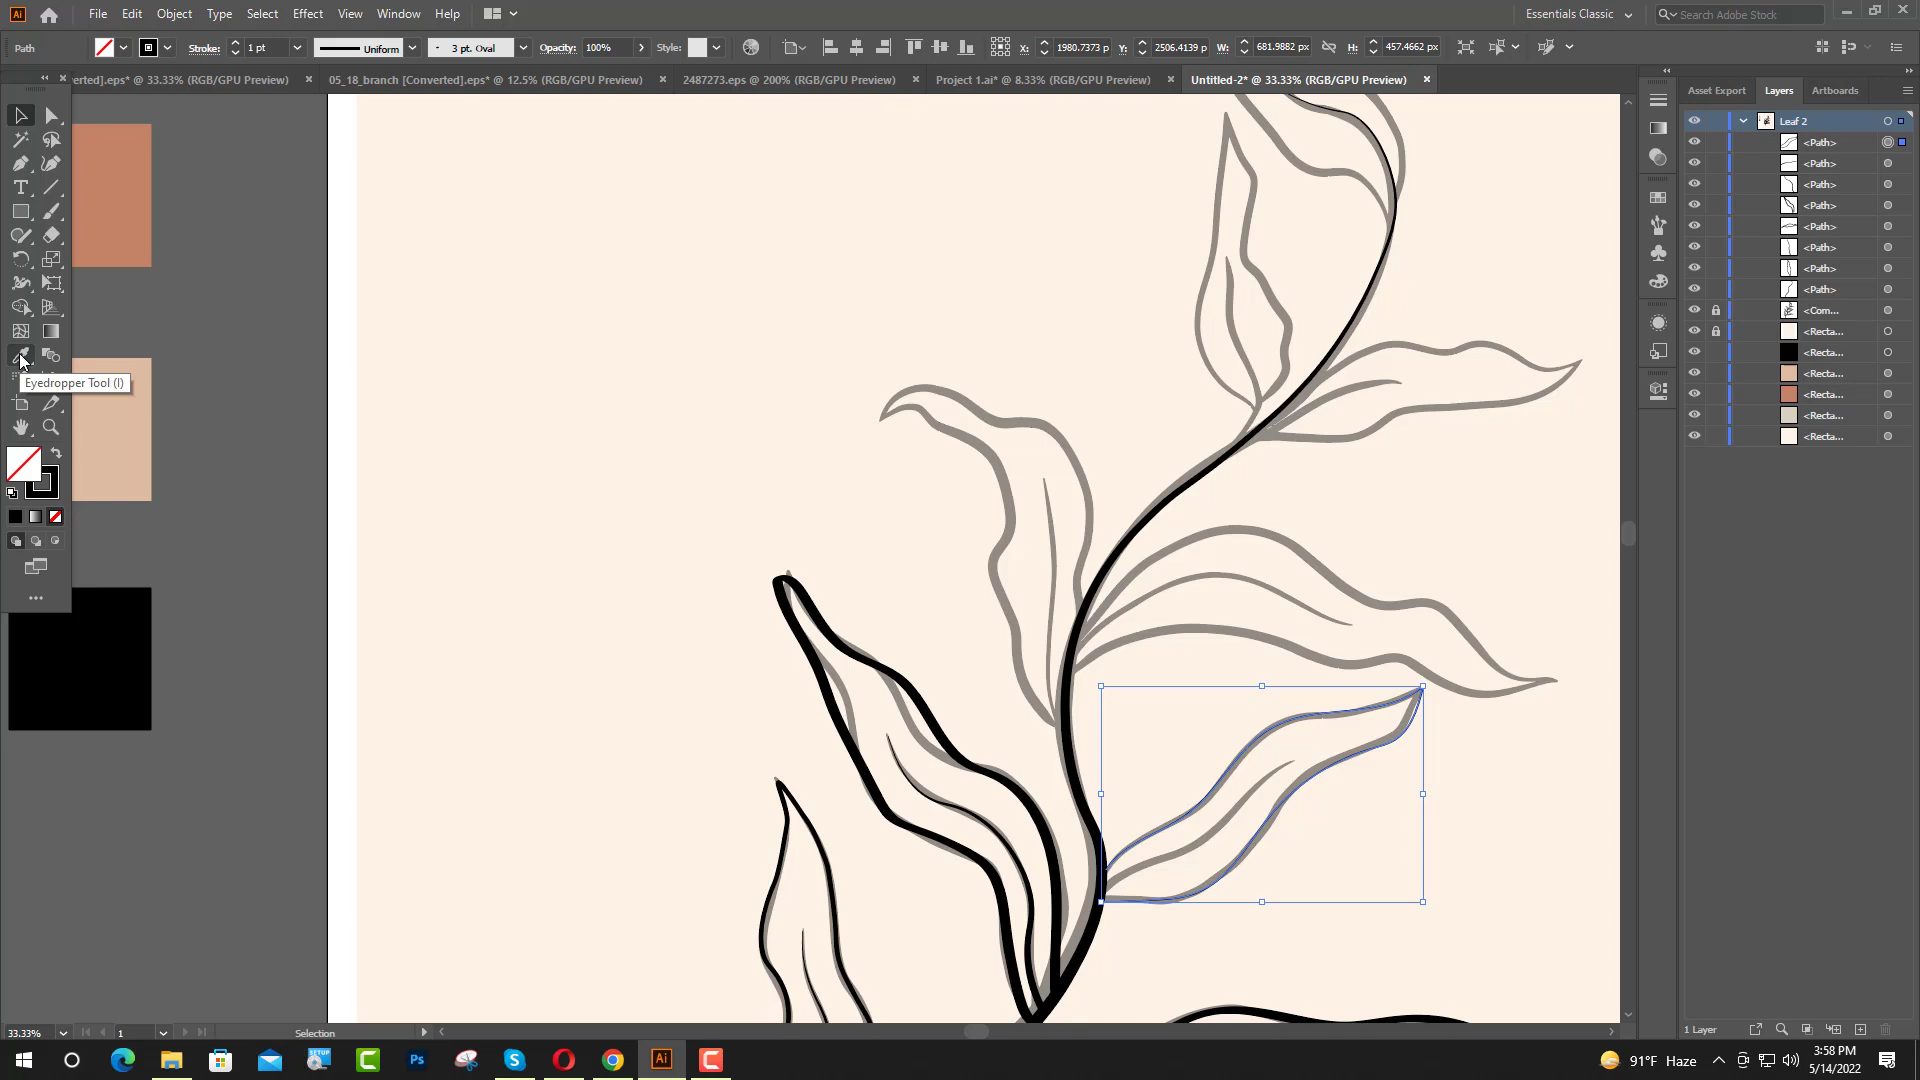 Ai File Edit Object Type Select Effect View Window Help Essentials Classic Search Adobe Stock
Path Stroke: 1 pt Uniform 3 pt. Oval Opacity: 100% Style: X: 1980.7373 p Y: 2506.4139 p W: 681.9882 px H: 457.4662 px
verted].eps* @ 33.33% (RGB/GPU Preview) 05_18_branch [Converted].eps* @ 12.5% (RGB/GPU Preview) 2487273.eps @ 200% (RGB/GPU Preview) Project 1.ai* @ 8.33% (RGB/GPU Preview) Untitled-2* @ 33.33% (RGB/GPU Preview)
Asset Export Layers Artboards
Leaf 2
<Path>
<Path>
<Path>
<Path>
<Path>
<Path>
<Path>
<Path>
<Com...
<Recta...
<Recta...
<Recta...
<Recta...
<Recta...
<Recta...
Eyedropper Tool (I)
33.33% 1 Selection 1 Layer
SETUP Ps Ai 91°F Haze 3:58 PM
5/14/2022